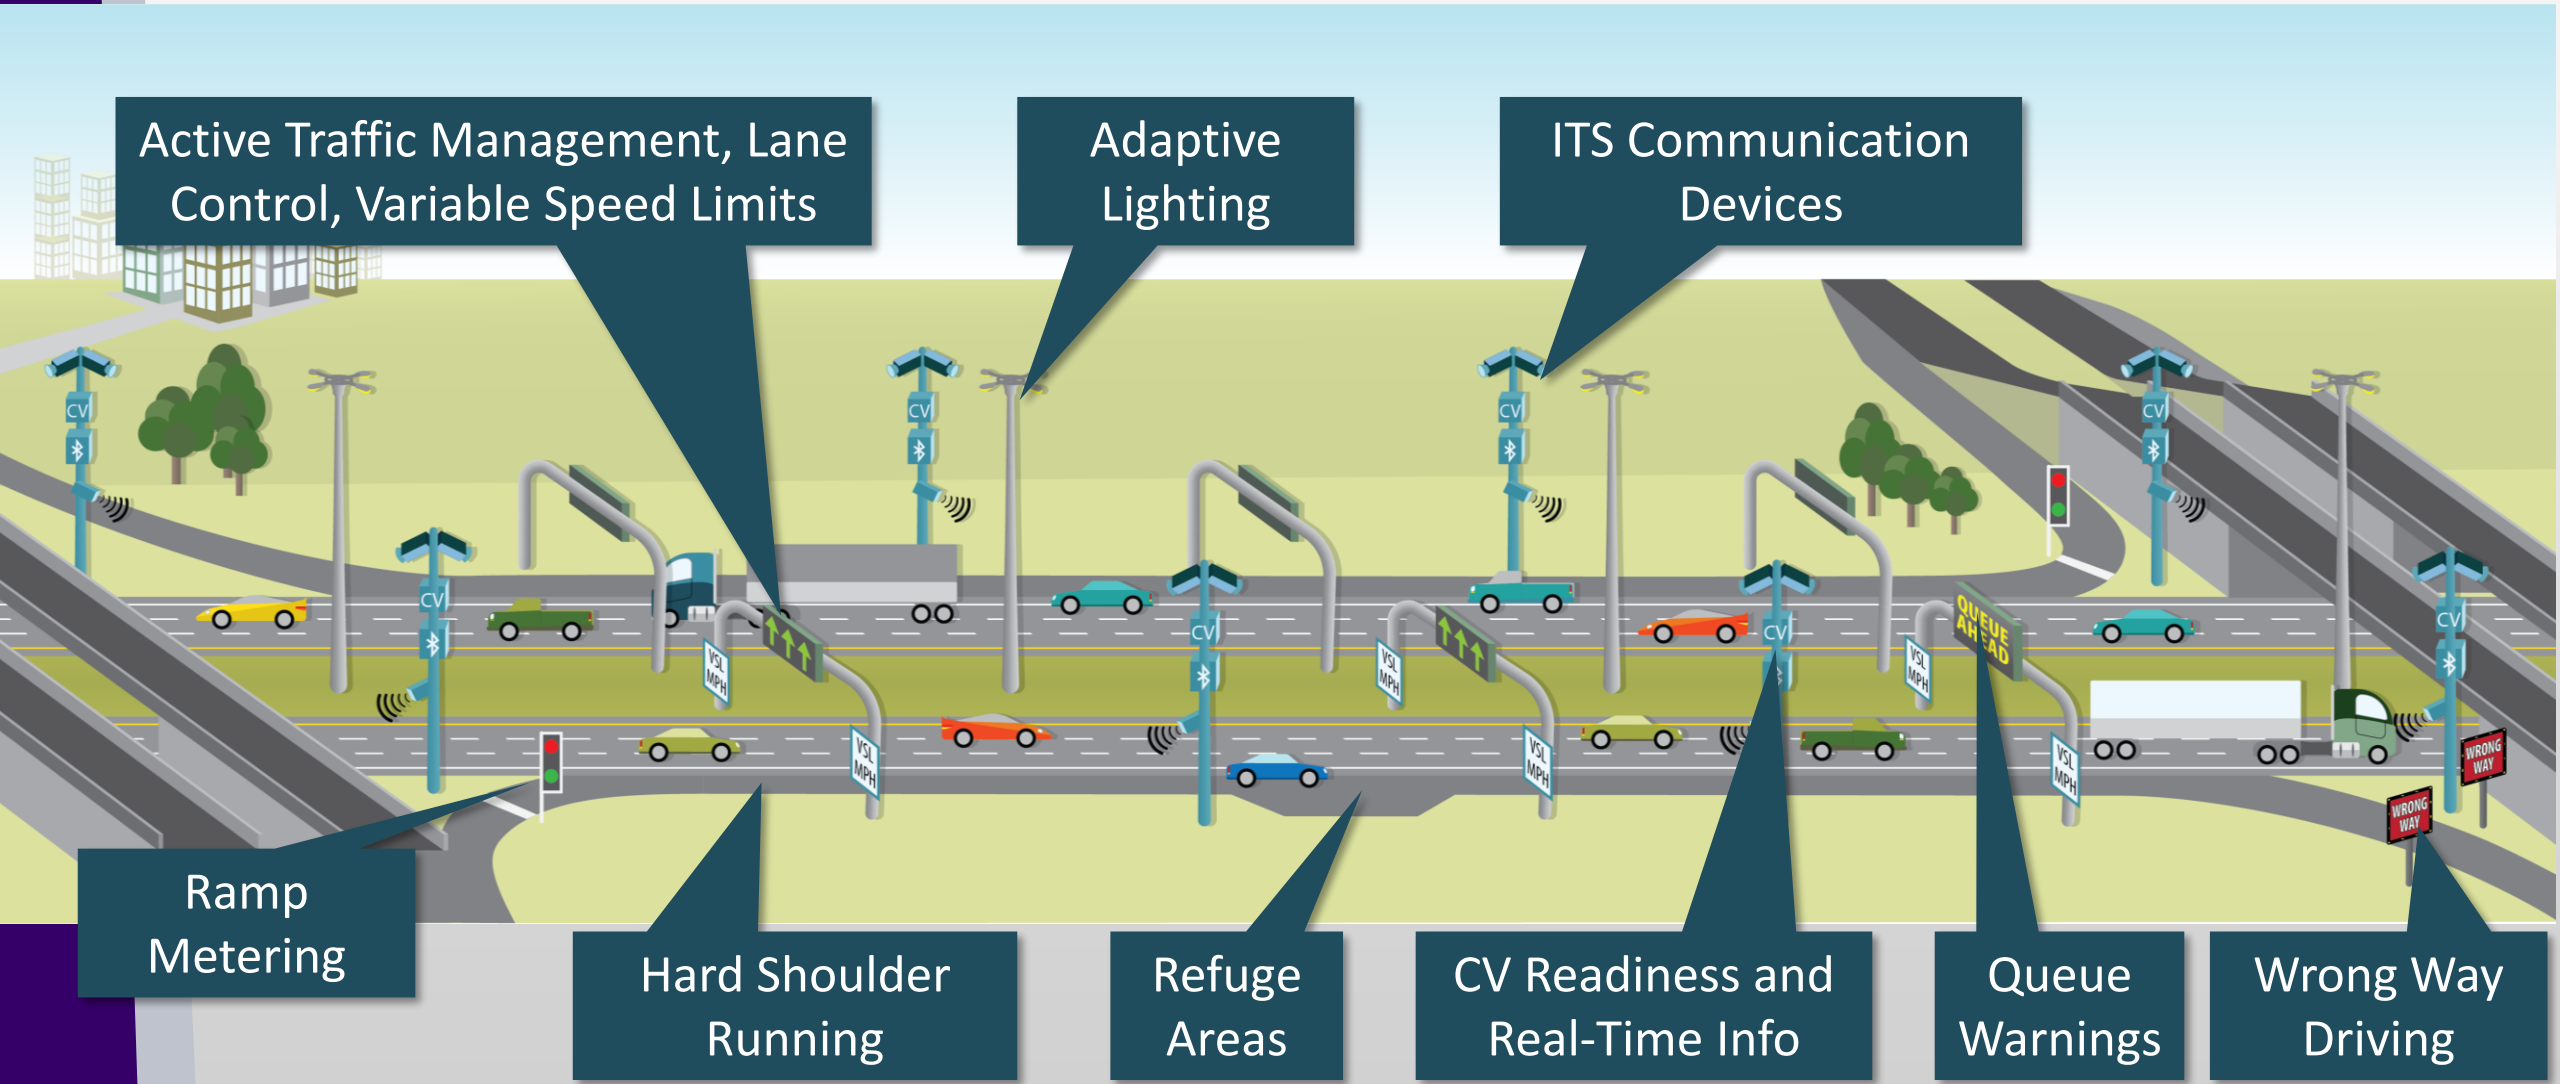 Active Traffic Management, Lane
Control, Variable Speed Limits
Adaptive
Lighting
ITS Communication
Devices
CV
CV
CV
CV
CV
CV
CV
CV
QUEUE
AHEAD
VSL
MPH
VSL
MPH
VSL
MPH
VSL
MPH
VSL
MPH
VSL
MPH
WRONG
WAY
WRONG
WAY
Ramp
Metering
Hard Shoulder
Running
Refuge
Areas
CV Readiness and
Real-Time Info
Queue
Warnings
Wrong Way
Driving